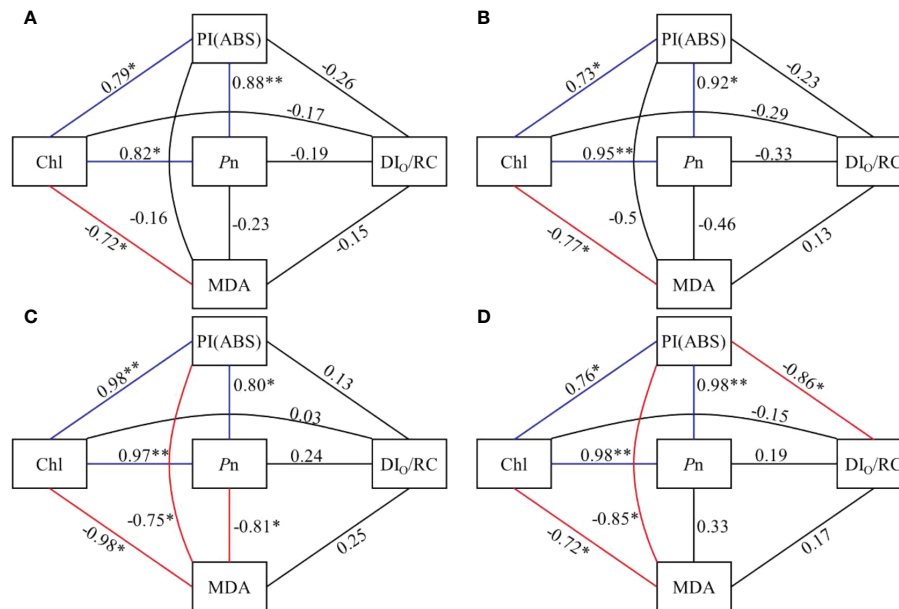 A
PI(ABS)
0.79*
0.88**
-0.26
-0.17
Chl
0.82*
Pn
-0.19
DIO/RC
-0.16
-0.23
-0.72*
-0.15
MDA
B
PI(ABS)
0.73*
0.92*
-0.23
-0.29
Chl
0.95**
Pn
-0.33
DIO/RC
-0.5
-0.46
-0.77*
0.13
MDA
C
PI(ABS)
0.98**
0.80*
0.13
0.03
Chl
0.97**
Pn
0.24
DIO/RC
-0.75*
-0.81*
-0.98*
0.25
MDA
D
PI(ABS)
0.76*
0.98**
-0.86*
-0.15
Chl
0.98**
Pn
0.19
DIO/RC
-0.85*
0.33
-0.72*
0.17
MDA